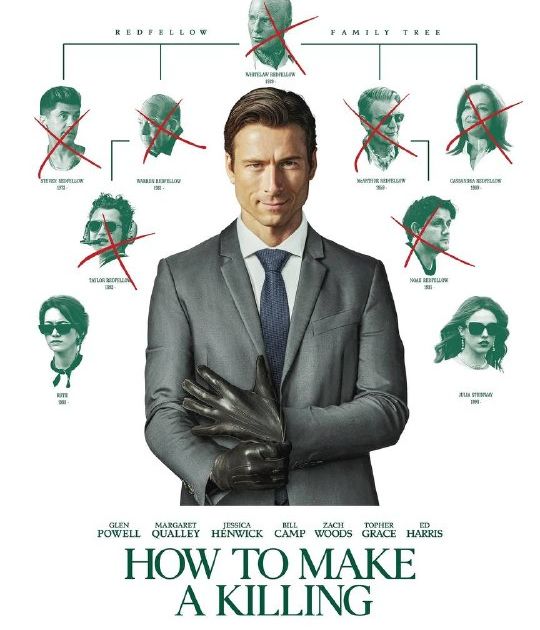 REDFELLOW FAMILY TREE
WHITELAW REDFELLOW
STEVEN REDFELLOW
WARREN REDFELLOW
McARTHUR REDFELLOW
CASSANDRA REDFELLOW
TAYLOR REDFELLOW
NOAH REDFELLOW
RUTH
JULIA STEINWAY
GLEN POWELL
MARGARET QUALLEY
JESSICA HENWICK
BILL CAMP
ZACH WOODS
TOPHER GRACE
ED HARRIS
HOW TO MAKE
A KILLING